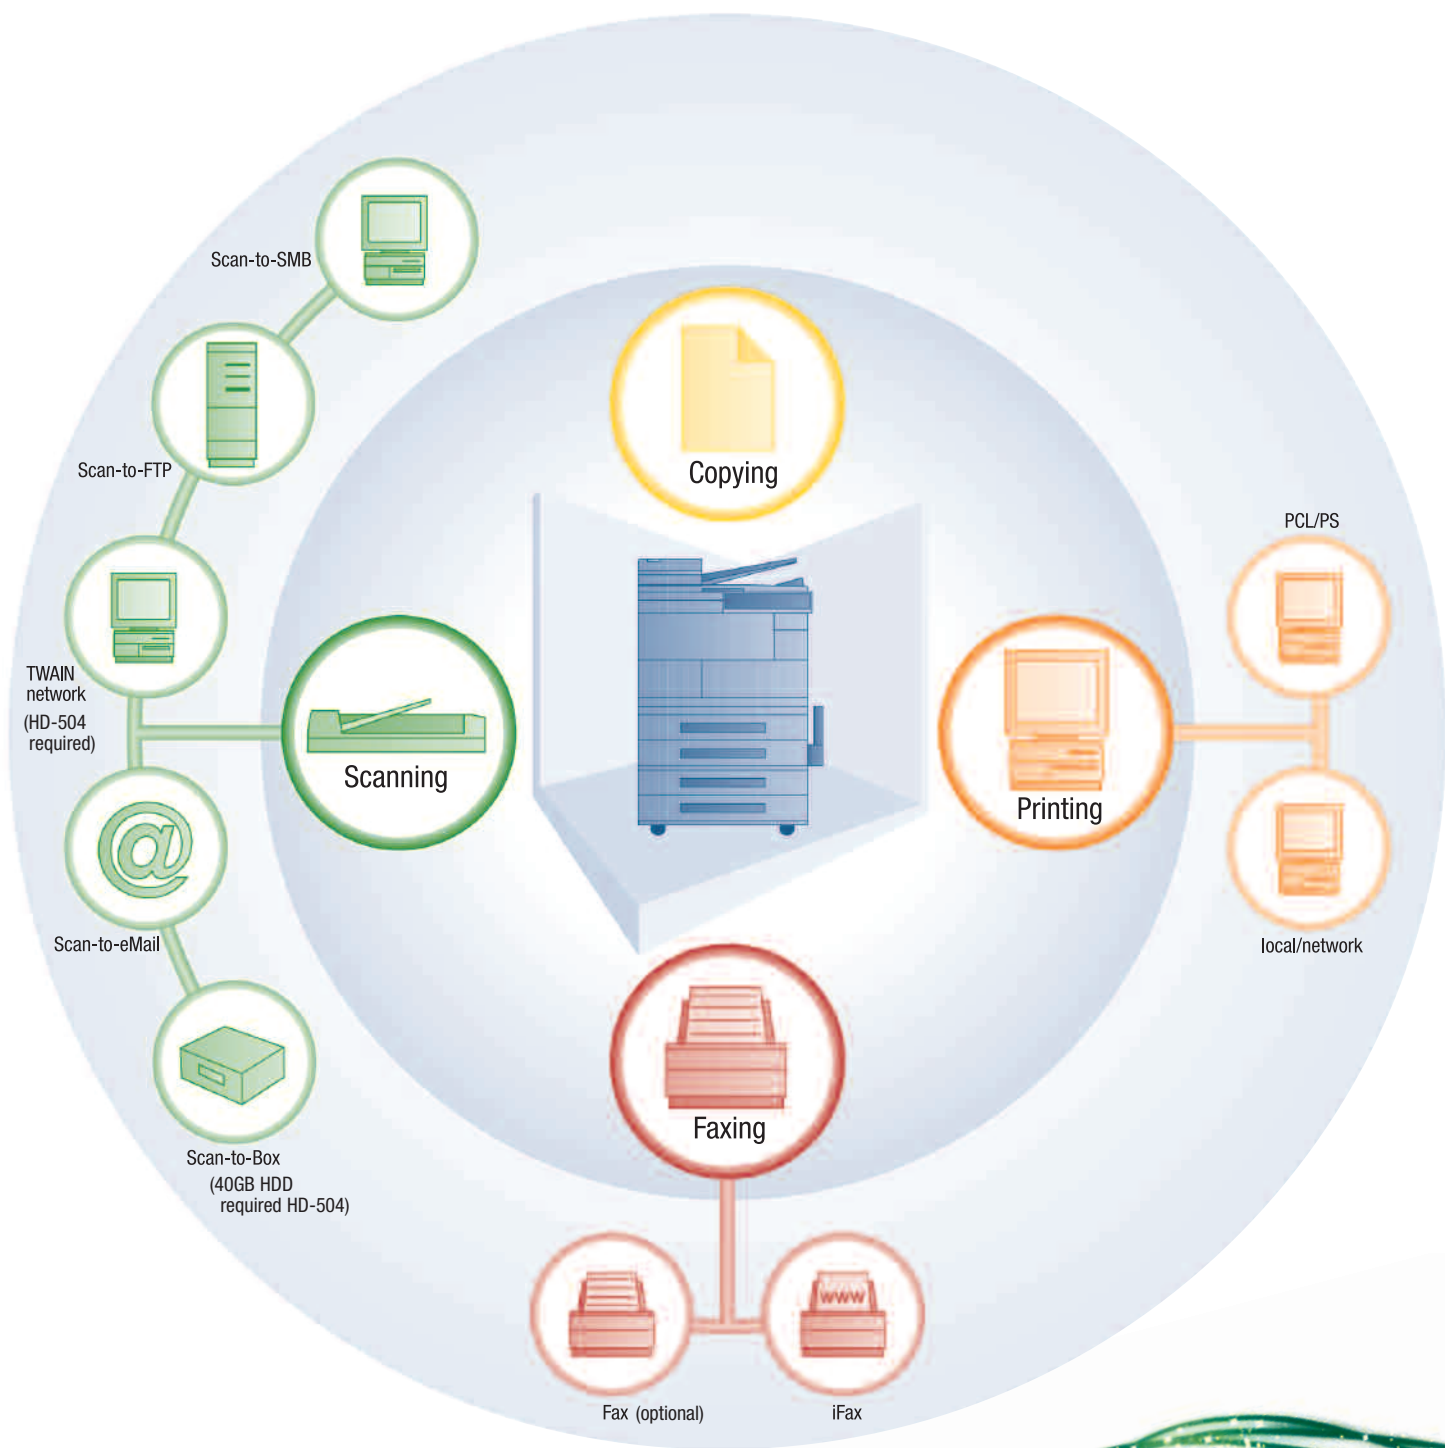 Scan-to-SMB
Scan-to-FTP
TWAIN
network
(HD-504
required)
Scan-to-eMail
Scan-to-Box
(40GB HDD
required HD-504)
Copying
Scanning
Printing
Faxing
PCL/PS
local/network
Fax (optional)
www
iFax